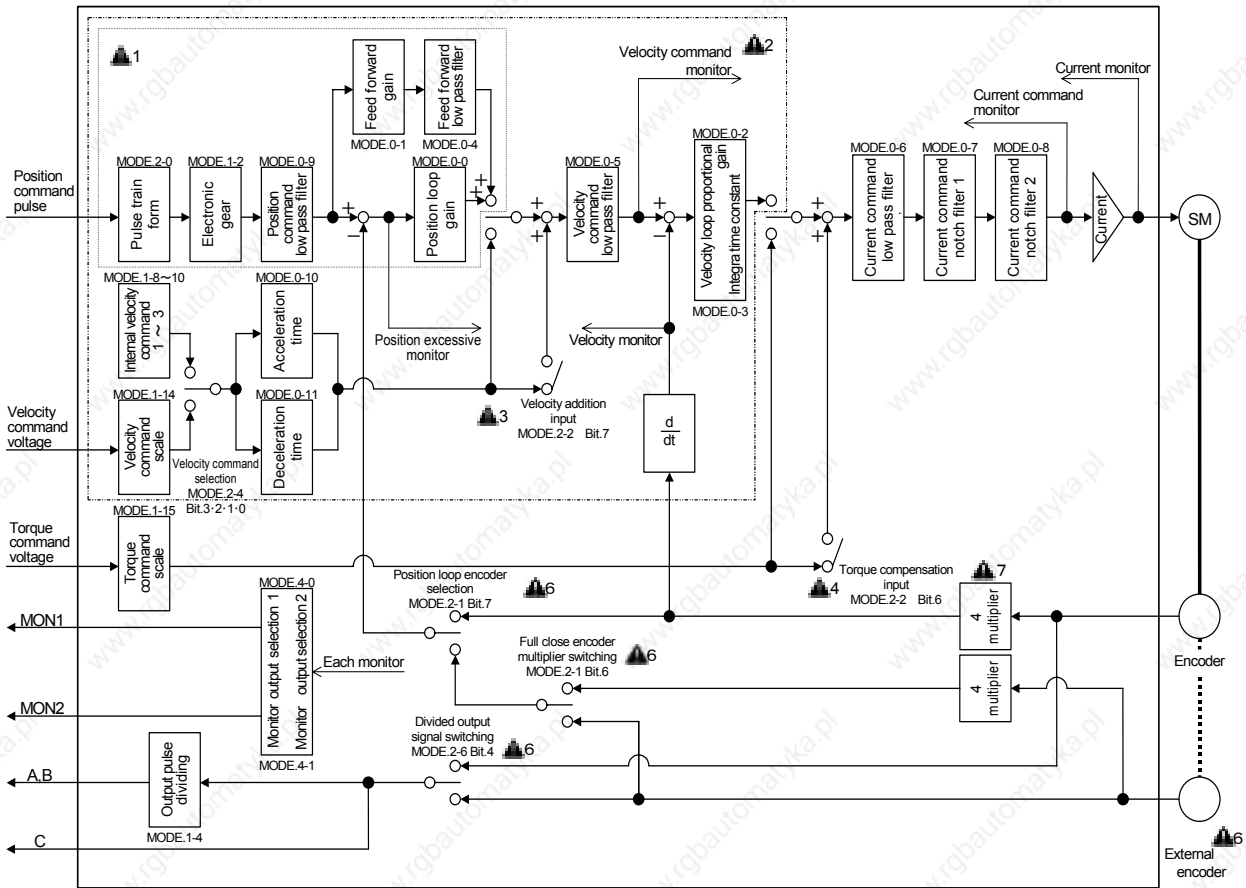 1
2
Velocity command
monitor
Current monitor
Current command
monitor
Feed forward
gain
MODE.0-1
Feed forward
low pass filter
MODE.0-4
MODE.0-2
Velocity loop proportional
gain
Integra time constant
MODE.0-3
Position
command
pulse
MODE.2-0
Pulse train
form
MODE.1-2
Electronic
gear
MODE.0-9
Position
command
low pass filter
+
−
MODE.0-0
Position loop
gain
+
+
+
+
MODE.0-5
Velocity
command
low pass filter
+
−
+
+
MODE.0-6
Current command
low pass filter
MODE.0-7
Current command
notch filter 1
MODE.0-8
Current command
notch filter 2
Current
SM
MODE.1-8~10
Internal velocity
command
1 ~ 3
MODE.0-10
Acceleration
time
Position excessive
monitor
Velocity monitor
MODE.1-14
Velocity
command
scale
MODE.0-11
Deceleration
time
3
Velocity addition
input
MODE.2-2 Bit.7
Velocity
command
voltage
Velocity command
selection
MODE.2-4
Bit.3·2·1·0
d
dt
MODE.1-15
Torque
command
voltage
Torque
command
scale
4
Torque compensation
input
MODE.2-2 Bit.6
MON1
MON2
MODE.4-0
Monitor output selection 1
Monitor output selection 2
MODE.4-1
Each monitor
Position loop encoder
selection
MODE.2-1 Bit.7
6
7
4
multiplier
Encoder
Full close encoder
multiplier switching
MODE.2-1 Bit.6
6
4
multiplier
Divided output
signal switching
MODE.2-6 Bit.4
6
A,B
Output pulse
dividing
MODE.1-4
C
6
External
encoder
www.rgbautomatyka.pl